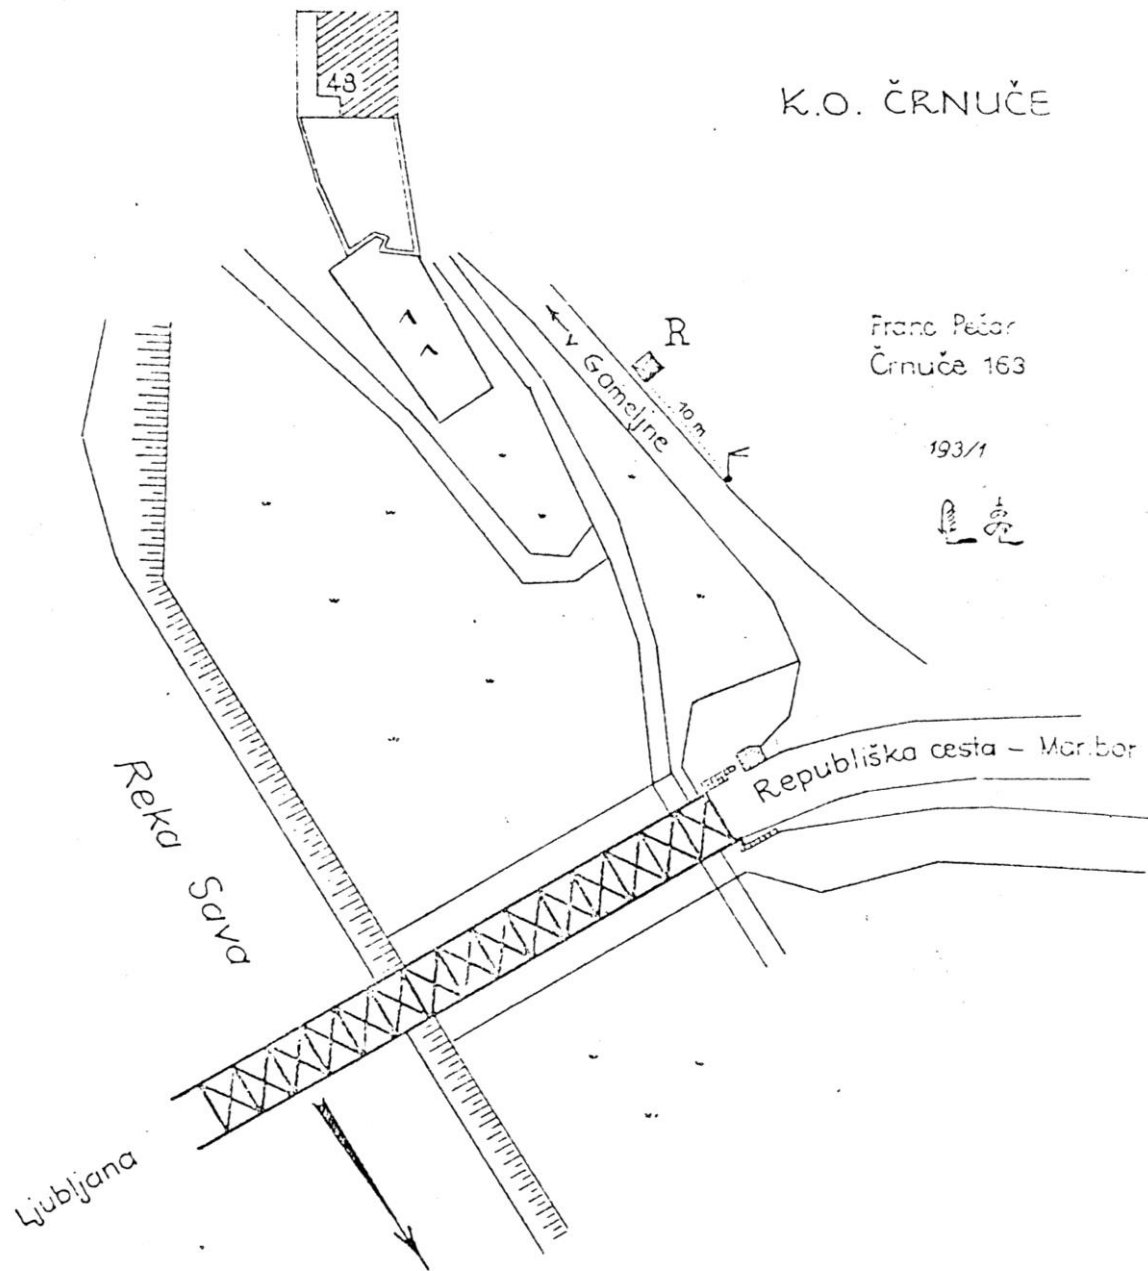 48
K.O. ČRNUČE
Franc Pečar
Črnuče 163
193/1
R
v Gameljne
10 m
Republiška cesta - Maribor
Reka Sava
Ljubljana